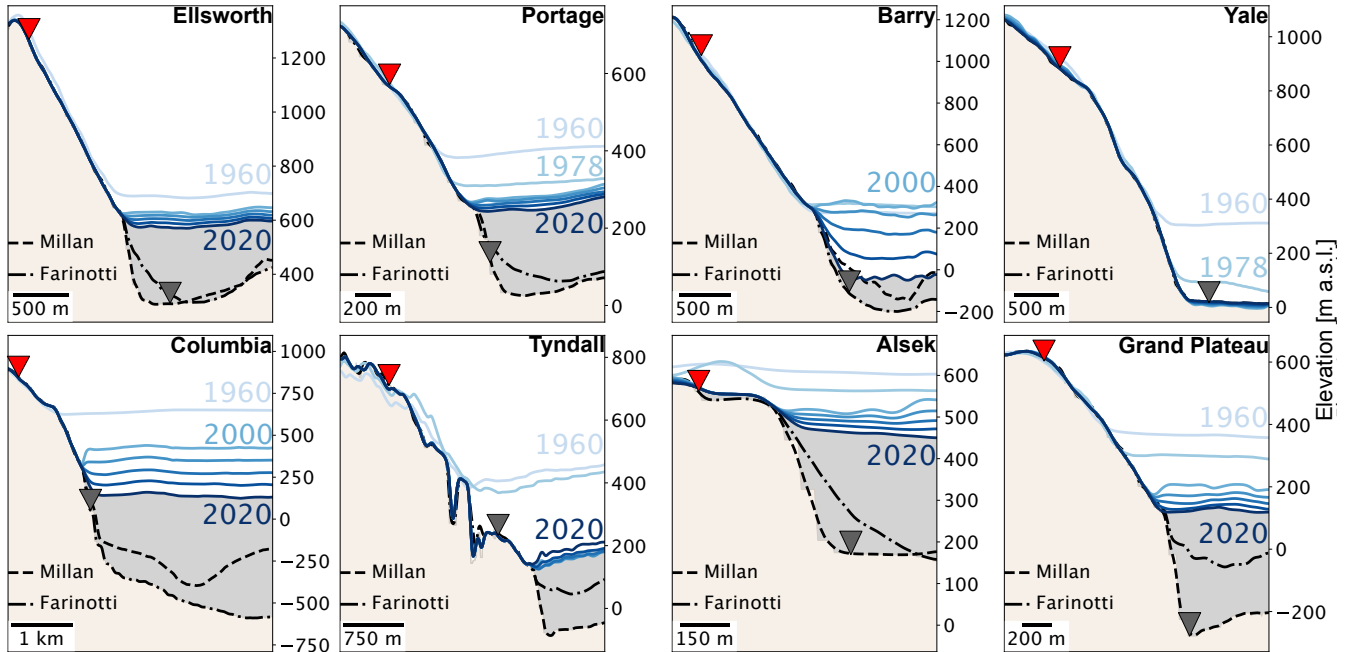 Ellsworth
1200
1000
800
600
400
1960
2020
Millan
Farinotti
500 m
Portage
600
400
200
0
1960
1978
2020
Millan
Farinotti
200 m
Barry
1200
1000
800
600
400
200
0
−200
2000
2020
Millan
Farinotti
500 m
Yale
1000
800
600
400
200
0
1960
1978
Millan
Farinotti
500 m
Elevation [m a.s.l.]
Columbia
1000
750
500
250
0
−250
−500
−750
1960
2000
2020
Millan
Farinotti
1 km
Tyndall
800
600
400
200
0
1960
2020
Millan
Farinotti
750 m
Alsek
600
500
400
300
200
100
0
2020
Millan
Farinotti
150 m
Grand Plateau
600
400
200
0
−200
1960
2020
Millan
Farinotti
200 m